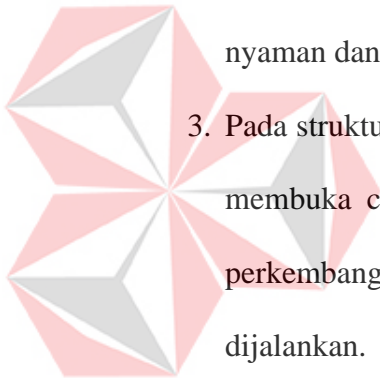 nyaman dan
3. Pada struktu
membuka c
perkembang
dijalankan.